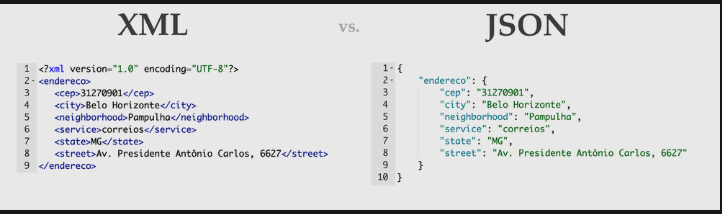 XML vs. JSON
1 <?xml version="1.0" encoding="UTF-8"?>
2 <endereco>
3 <cep>31270901</cep>
4 <city>Belo Horizonte</city>
5 <neighborhood>Pampulha</neighborhood>
6 <service>correios</service>
7 <state>MG</state>
8 <street>Av. Presidente Antônio Carlos, 6627</street>
9 </endereco>
1 {
2 "endereco": {
3 "cep": "31270901",
4 "city": "Belo Horizonte",
5 "neighborhood": "Pampulha",
6 "service": "correios",
7 "state": "MG",
8 "street": "Av. Presidente Antônio Carlos, 6627"
9 }
10 }